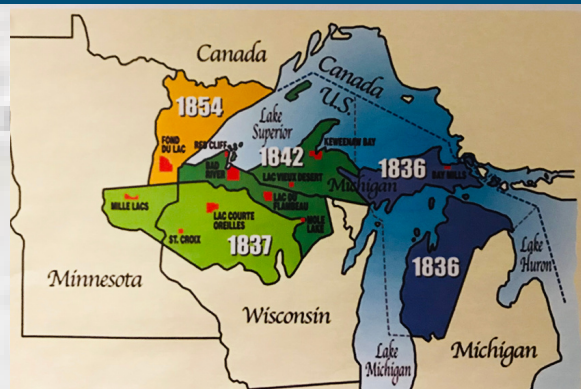 Canada
Canada
U.S.
1854
Lake
Superior
FOND
DU LAC
RED CLIFF
BAD
RIVER
1842
KEWEENAW BAY
LAC VIEUX DESERT
Michigan
1836
BAY MILLS
MILLE LACS
LAC DU
FLAMBEAU
LAC COURTE
OREILLES
MOLE
LAKE
ST. CROIX
1837
1836
Lake
Huron
Minnesota
Wisconsin
Lake
Michigan
Michigan